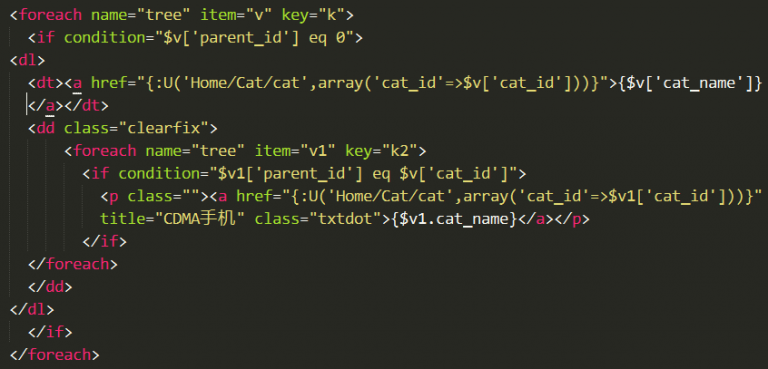 <foreach name="tree" item="v" key="k">
<if condition="$v['parent_id'] eq 0">
<dl>
<dt><a href="{:U('Home/Cat/cat',array('cat_id'=>$v['cat_id']))}">{$v['cat_name']}
</a></dt>
<dd class="clearfix">
<foreach name="tree" item="v1" key="k2">
<if condition="$v1['parent_id'] eq $v['cat_id']">
<p class=""><a href="{:U('Home/Cat/cat',array('cat_id'=>$v1['cat_id']))}"
title="CDMA手机" class="txtdot">{$v1.cat_name}</a></p>
</if>
</foreach>
</dd>
</dl>
</if>
</foreach>